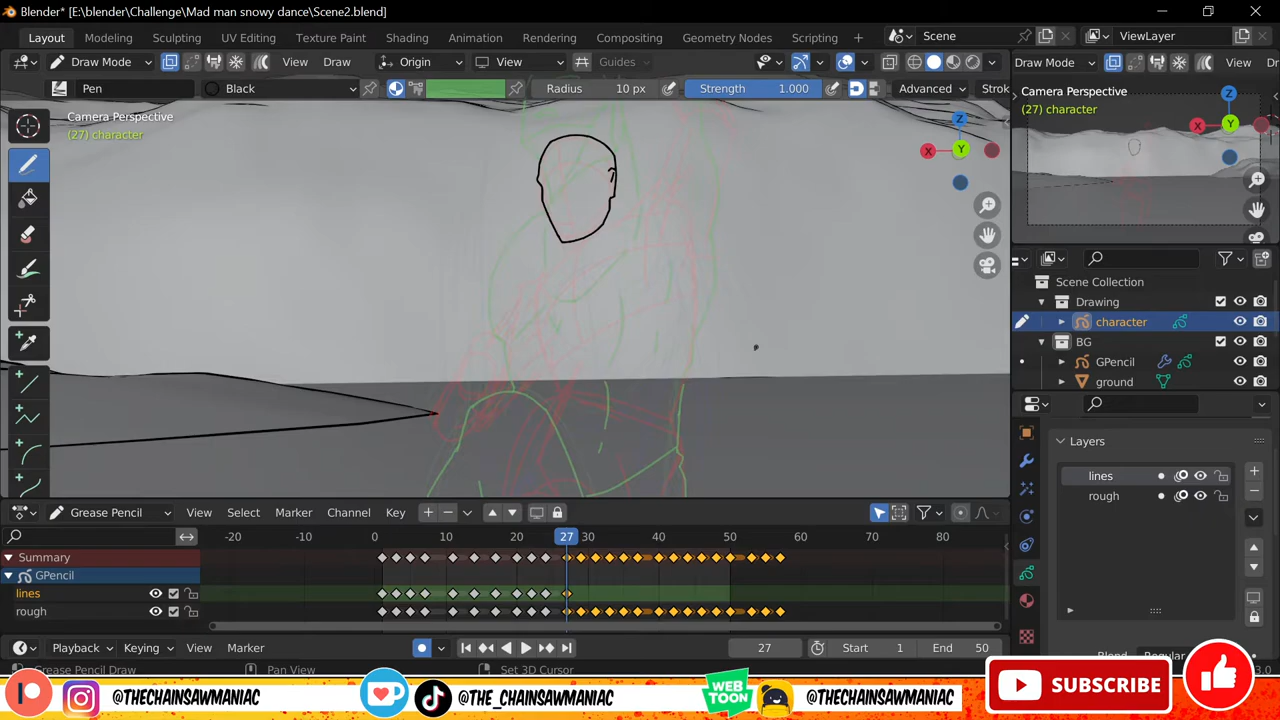 Blender* [E:\blender\Challenge\Mad man snowy dance\Scene2.blend]
Layout Modeling Sculpting UV Editing Texture Paint Shading Animation Rendering Compositing Geometry Nodes Scripting + Scene ViewLayer
Draw Mode View Draw Origin View Guides Draw Mode View
Pen Black Radius 10 px Strength 1.000 Advanced Strok
Camera Perspective
(27) character
Z
X
Y
Camera Perspective
(27) character
Z
X
Y
Scene Collection
Drawing
character
BG
GPencil
ground
Layers
lines
rough
Grease Pencil View Select Marker Channel Key
-20 -10 0 10 20 27 30 40 50 60 70 80
Summary
GPencil
lines
rough
Playback Keying View Marker 27 Start 1 End 50
Grease Pencil Draw Pan View Set 3D Cursor
@THECHAINSAWMANIAC @THE_CHAINSAWMANIAC WEB TOON @THECHAINSAWMANIAC SUBSCRIBE